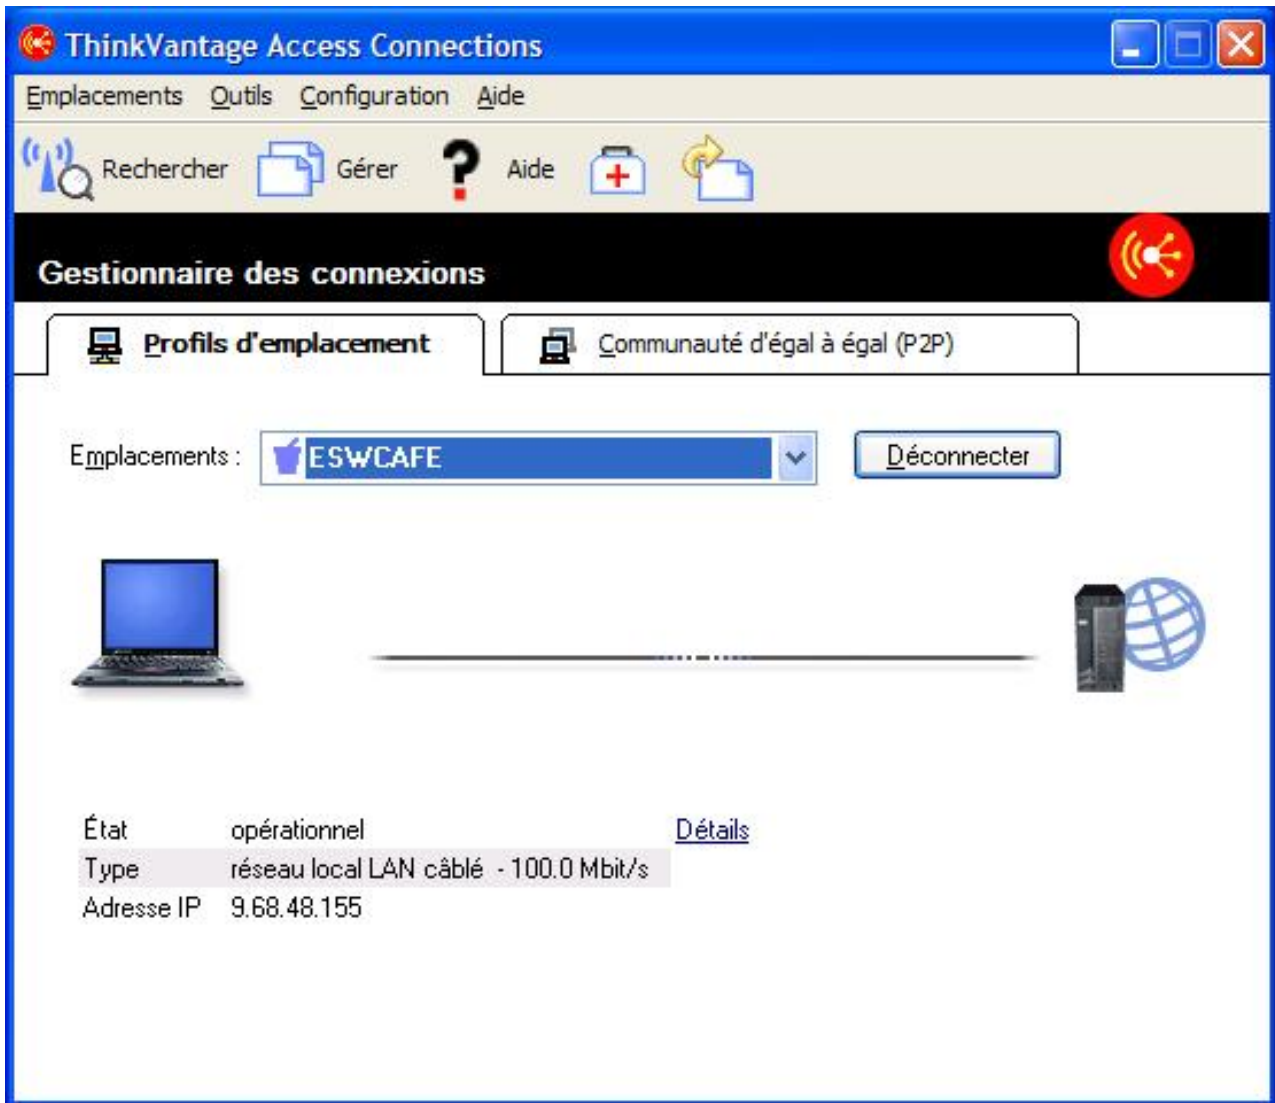 ThinkVantage Access Connections
Emplacements Outils Configuration Aide
Rechercher Gérer ? Aide
Gestionnaire des connexions
Profils d'emplacement Communauté d'égal à égal (P2P)
Emplacements : ESWCAFE Déconnecter
État opérationnel Détails
Type réseau local LAN câblé - 100.0 Mbit/s
Adresse IP 9.68.48.155